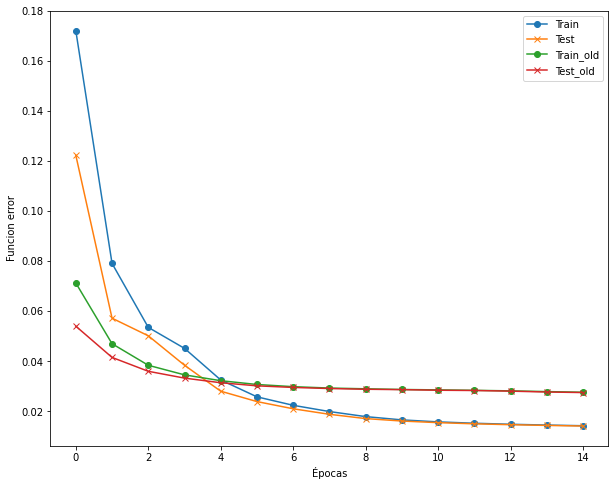 0.18
0.16
0.14
0.12
0.10
0.08
0.06
0.04
0.02
Funcion error
0 2 4 6 8 10 12 14
Épocas
Train
Test
Train_old
Test_old